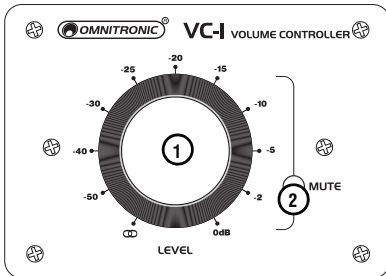 OMNITRONIC® VC-I VOLUME CONTROLLER
-20
-25 -15
-30 -10
1
-40 -5
-50 -2
2 MUTE
∞ 0dB
LEVEL